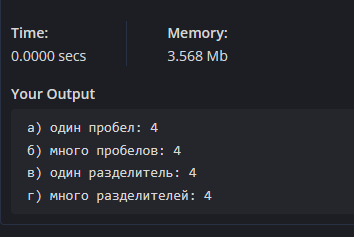 Time:
Memory:
0.0000 secs
3.568 Mb
Your Output
а) один пробел: 4
б) много пробелов: 4
в) один разделитель: 4
г) много разделителей: 4